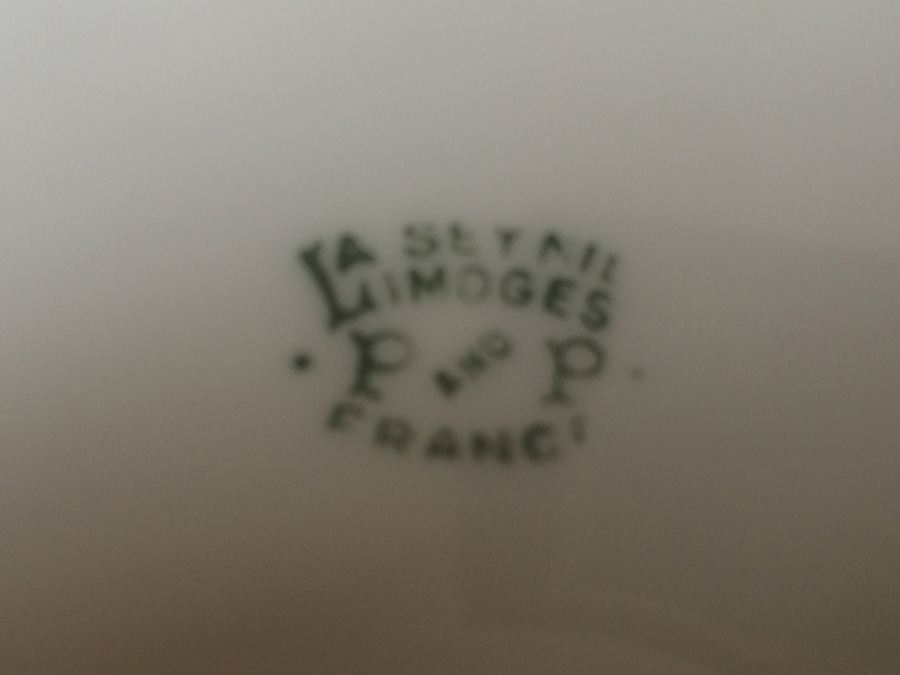 LA SEYNIE
LIMOGES
P AND P
FRANCE